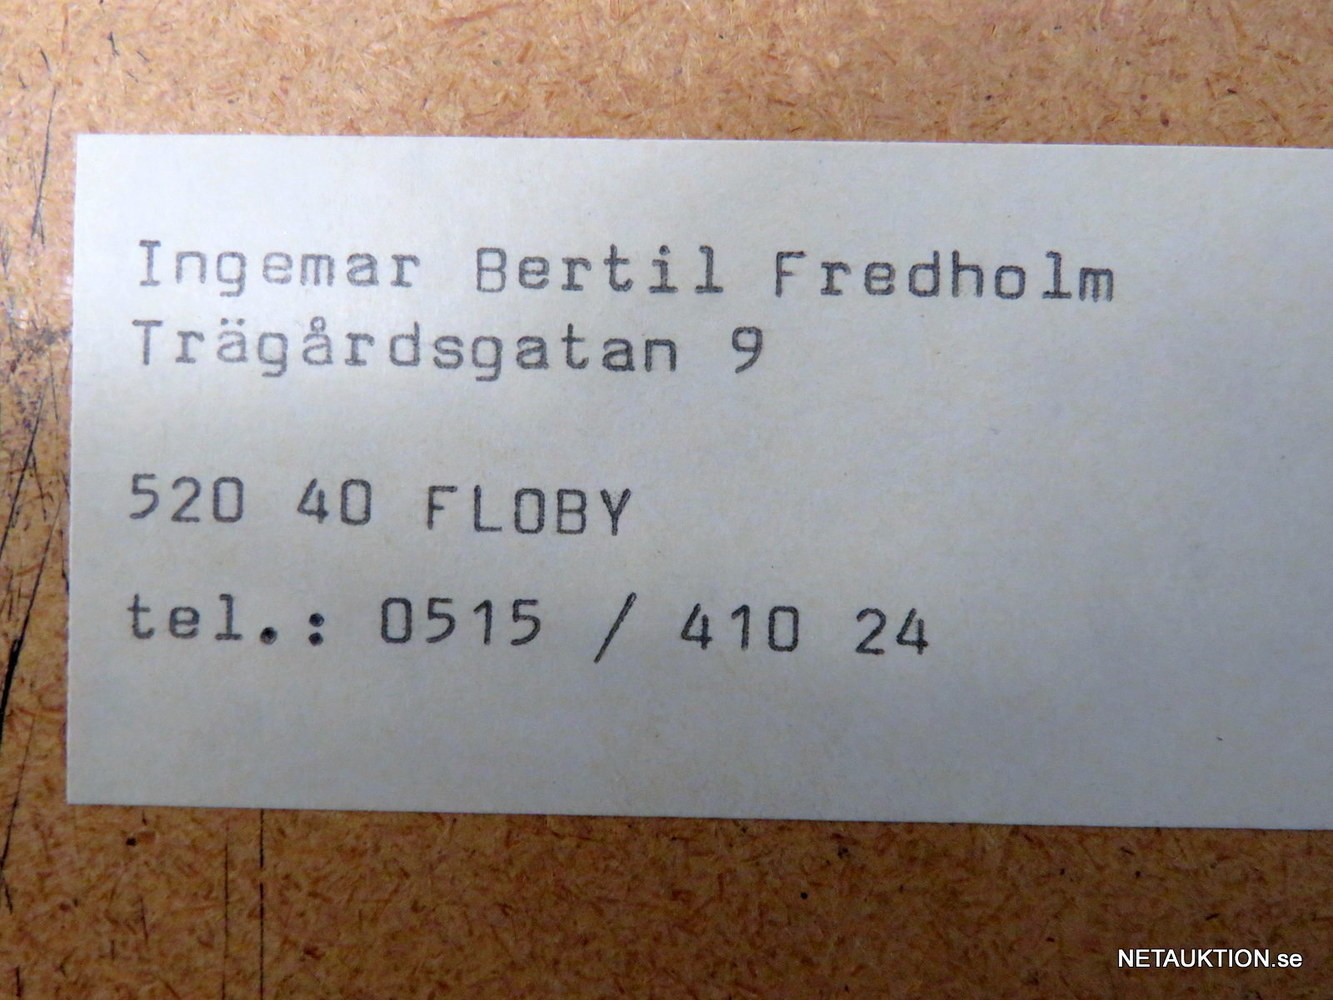 Ingemar Bertil Fredholm
Trägårdsgatan 9
520 40 FLOBY
tel.: 0515 / 410 24
NETAUKTION.se